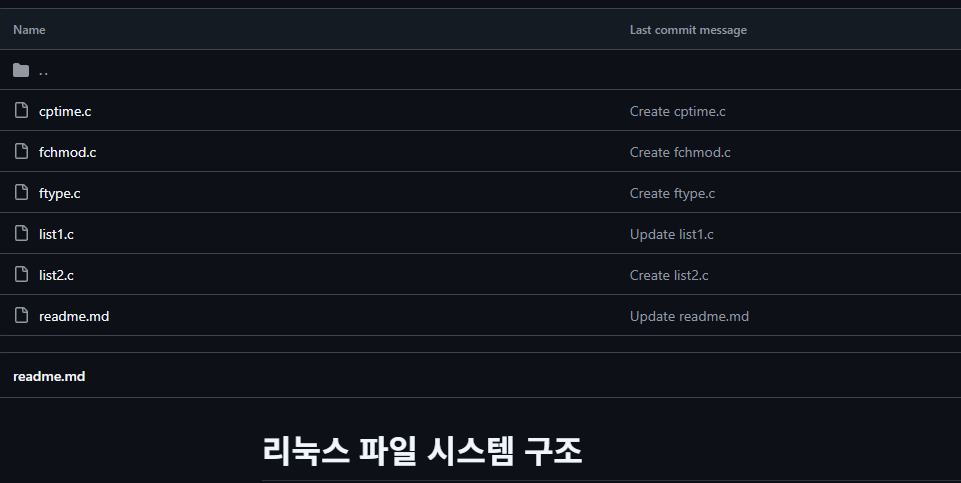 Name Last commit message
..
cptime.c Create cptime.c
fchmod.c Create fchmod.c
ftype.c Create ftype.c
list1.c Update list1.c
list2.c Create list2.c
readme.md Update readme.md
readme.md
리눅스 파일 시스템 구조